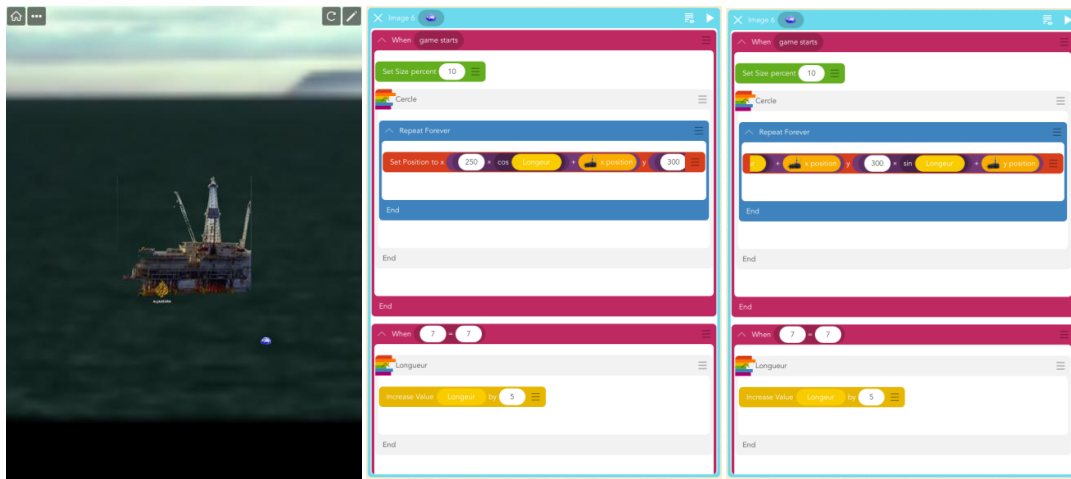 Image 6
When game starts
Set Size percent 10
Cercle
Repeat Forever
Set Position to x 250 × cos Longeur + x position y 300
End
End
End
When 7 = 7
Longueur
Increase Value Longeur by 5
End
Image 6
When game starts
Set Size percent 10
Cercle
Repeat Forever
+ x position y 300 × sin Longeur + y position
End
End
End
When 7 = 7
Longueur
Increase Value Longeur by 5
End